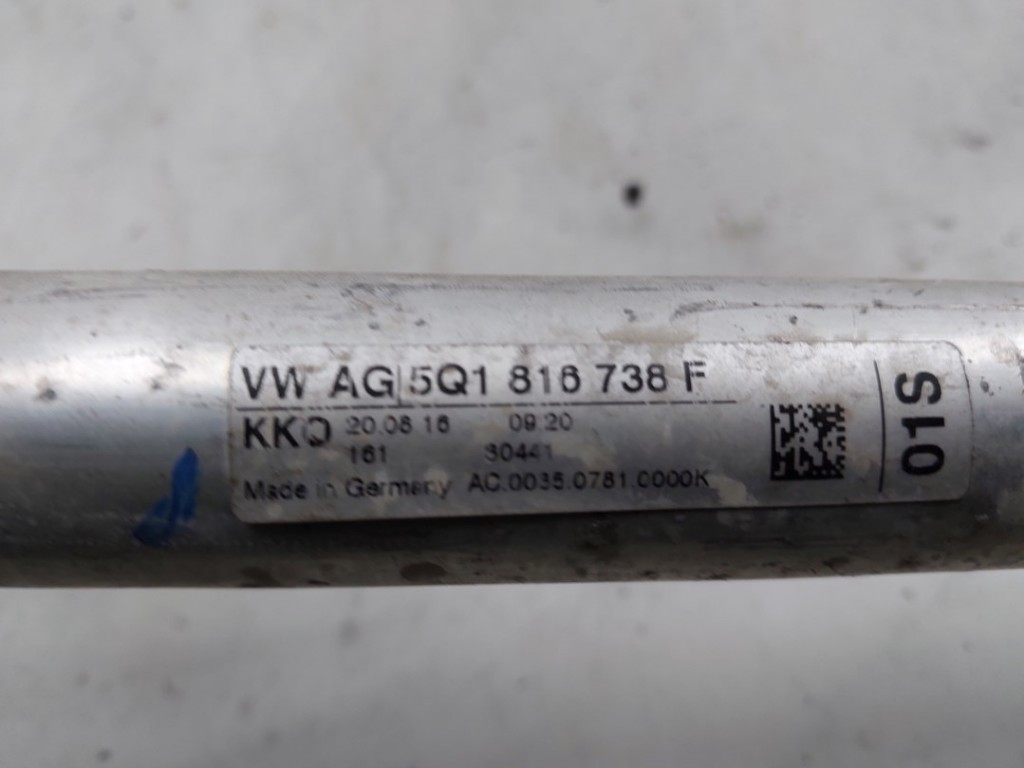 VW AG 5Q1 816 738 F
KKO 20.06.16 09:20
161 30441
Made in Germany AC.0035.0781.0000K
01S